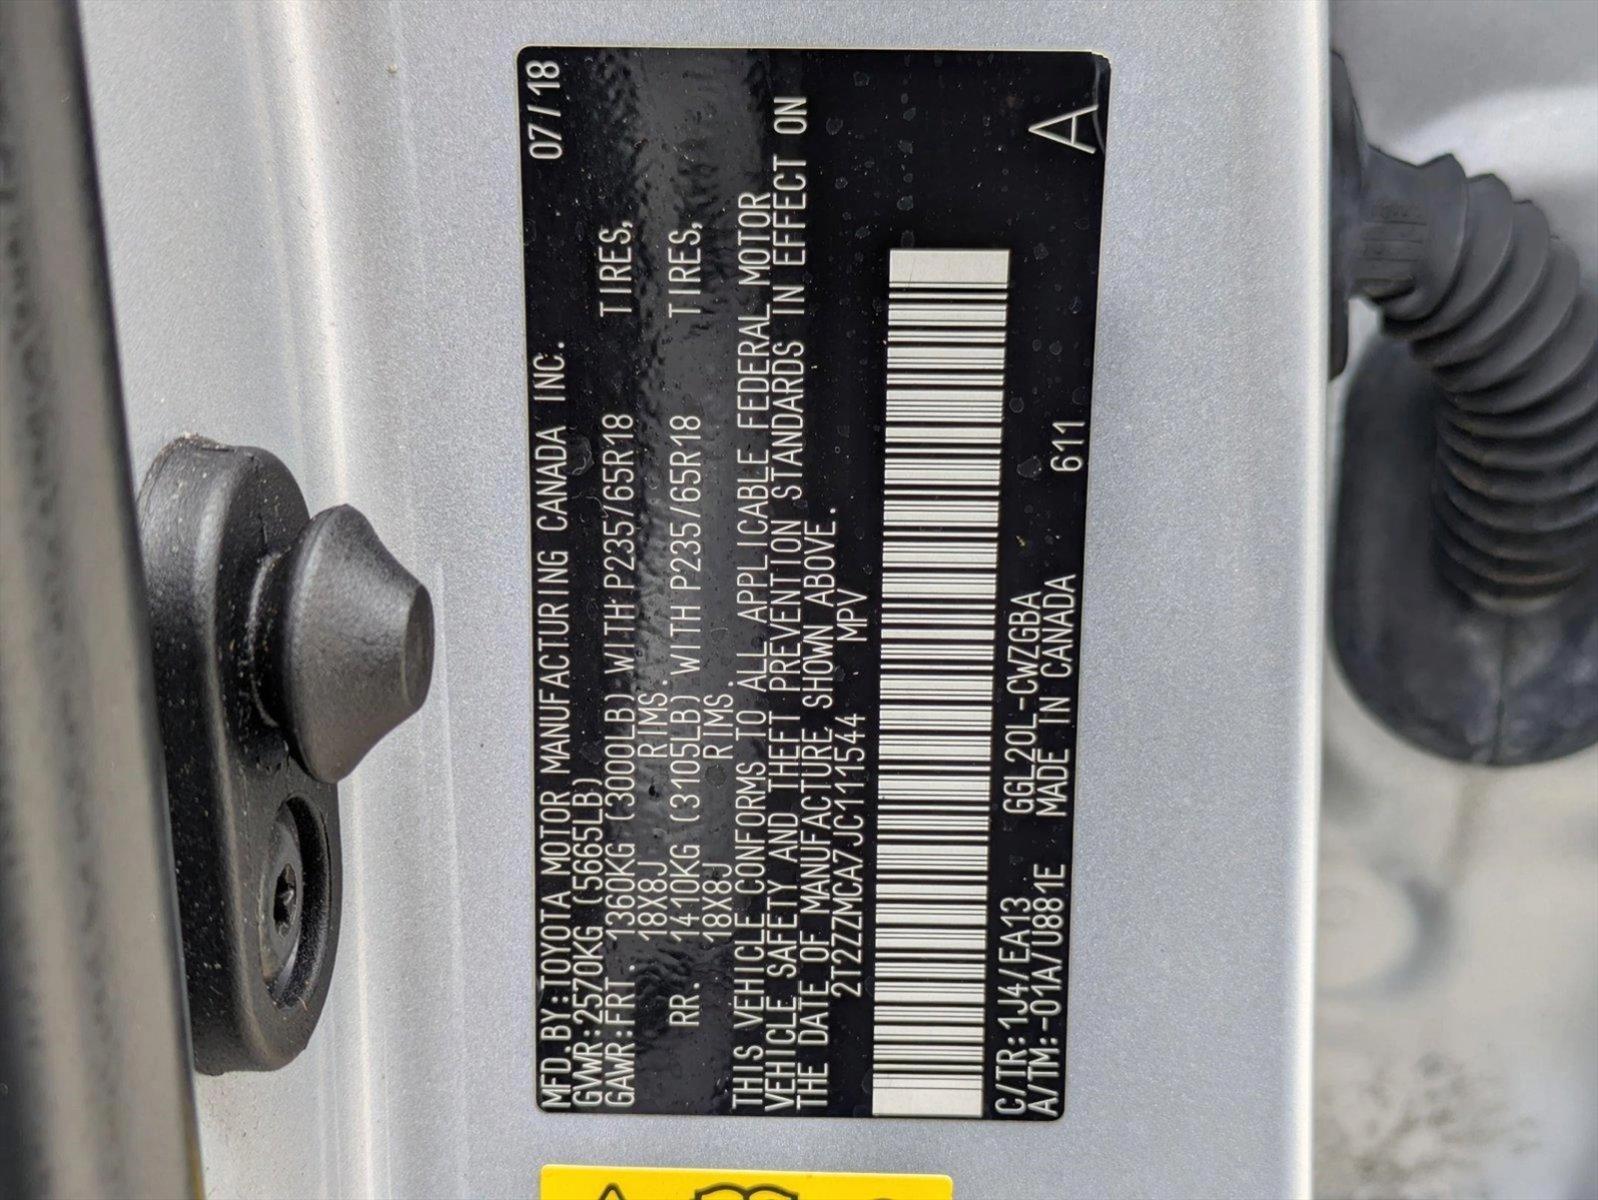 MFD.BY:TOYOTA MOTOR MANUFACTURING CANADA INC. 07/18
GVWR:2570KG (5665LB)
GAWR:FRT. 1360KG (3000LB) WITH P235/65R18 TIRES,
18X8J RIMS.
RR. 1410KG (3105LB) WITH P235/65R18 TIRES,
18X8J RIMS.
THIS VEHICLE CONFORMS TO ALL APPLICABLE FEDERAL MOTOR
VEHICLE SAFETY AND THEFT PREVENTION STANDARDS IN EFFECT ON
THE DATE OF MANUFACTURE SHOWN ABOVE.
2T2ZZMCA7JC111544 MPV
C/TR:1J4/EA13 GGL20L-CWZGBA
A/TM:-01A/U881E MADE IN CANADA 611
A